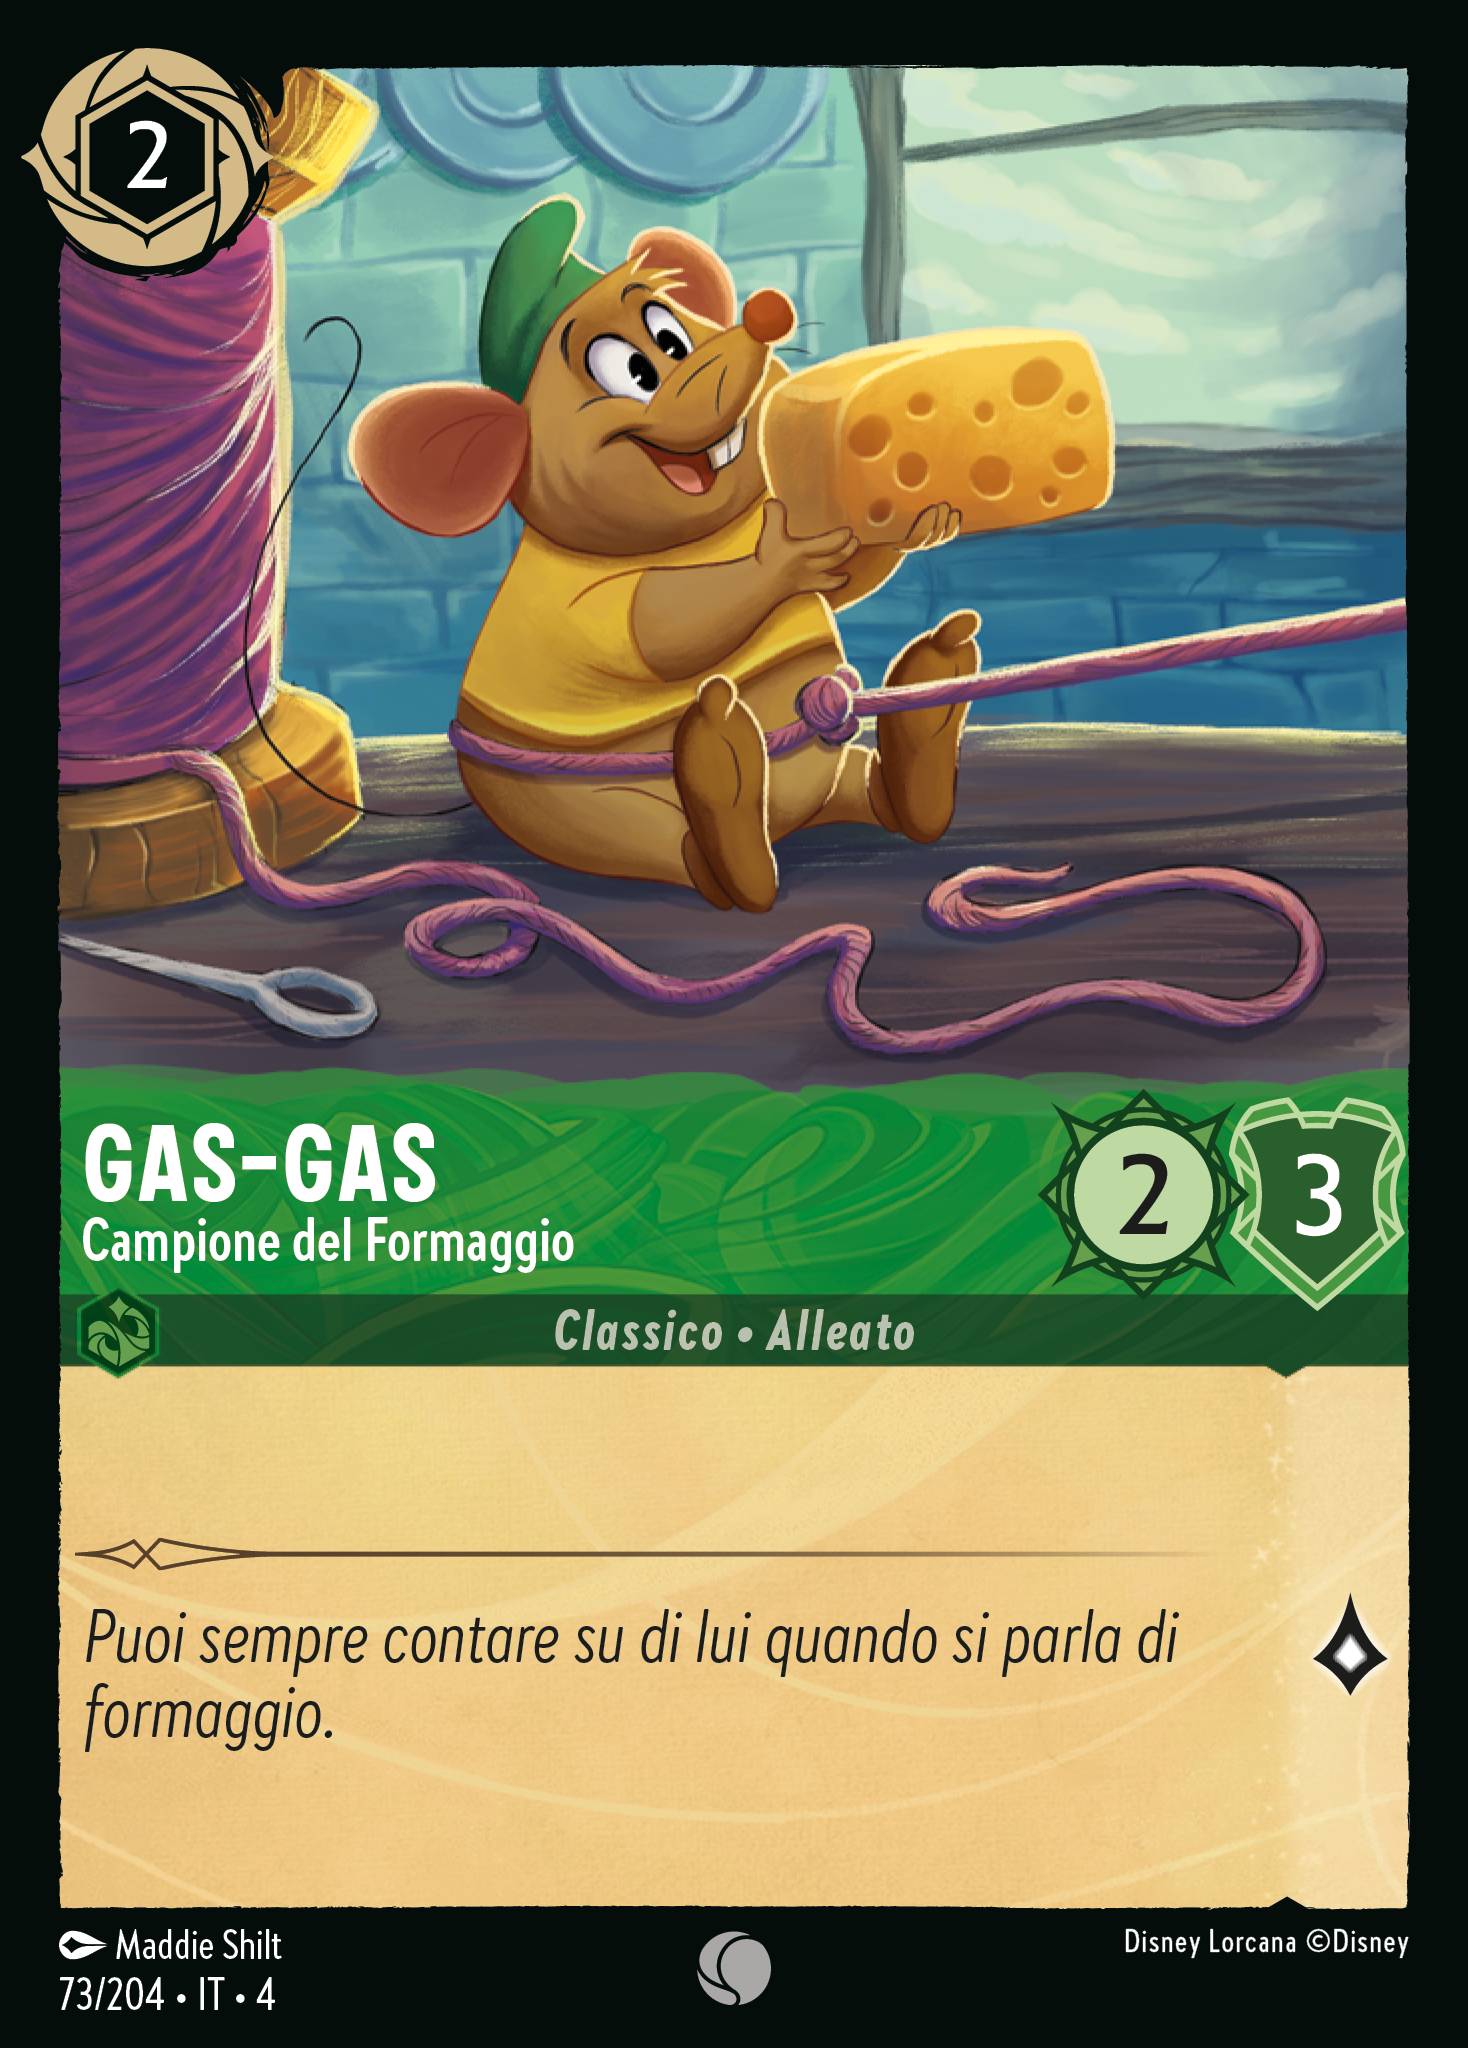 2
GAS-GAS
Campione del Formaggio
2 3
Classico • Alleato
Puoi sempre contare su di lui quando si parla di
formaggio.
Maddie Shilt
73/204 • IT • 4
Disney Lorcana ©Disney